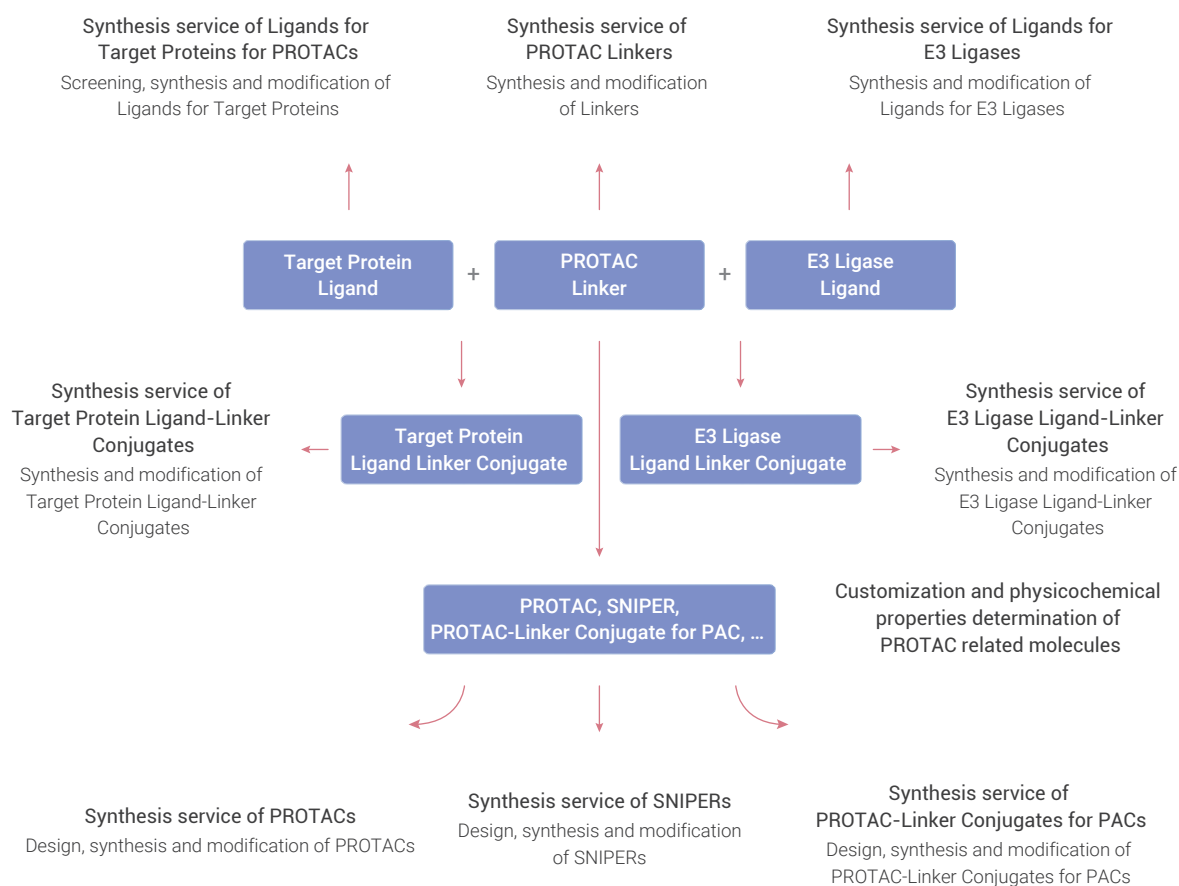 Synthesis service of Ligands for
Target Proteins for PROTACs
Screening, synthesis and modification of
Ligands for Target Proteins
Synthesis service of
PROTAC Linkers
Synthesis and modification
of Linkers
Synthesis service of Ligands for
E3 Ligases
Synthesis and modification of
Ligands for E3 Ligases
Target Protein
Ligand
+
PROTAC
Linker
+
E3 Ligase
Ligand
Synthesis service of
Target Protein Ligand-Linker
Conjugates
Synthesis and modification of
Target Protein Ligand-Linker
Conjugates
Target Protein
Ligand Linker Conjugate
E3 Ligase
Ligand Linker Conjugate
Synthesis service of
E3 Ligase Ligand-Linker
Conjugates
Synthesis and modification of
E3 Ligase Ligand-Linker
Conjugates
PROTAC, SNIPER,
PROTAC-Linker Conjugate for PAC, ...
Customization and physicochemical
properties determination of
PROTAC related molecules
Synthesis service of PROTACs
Design, synthesis and modification of PROTACs
Synthesis service of SNIPERs
Design, synthesis and modification
of SNIPERs
Synthesis service of
PROTAC-Linker Conjugates for PACs
Design, synthesis and modification of
PROTAC-Linker Conjugates for PACs